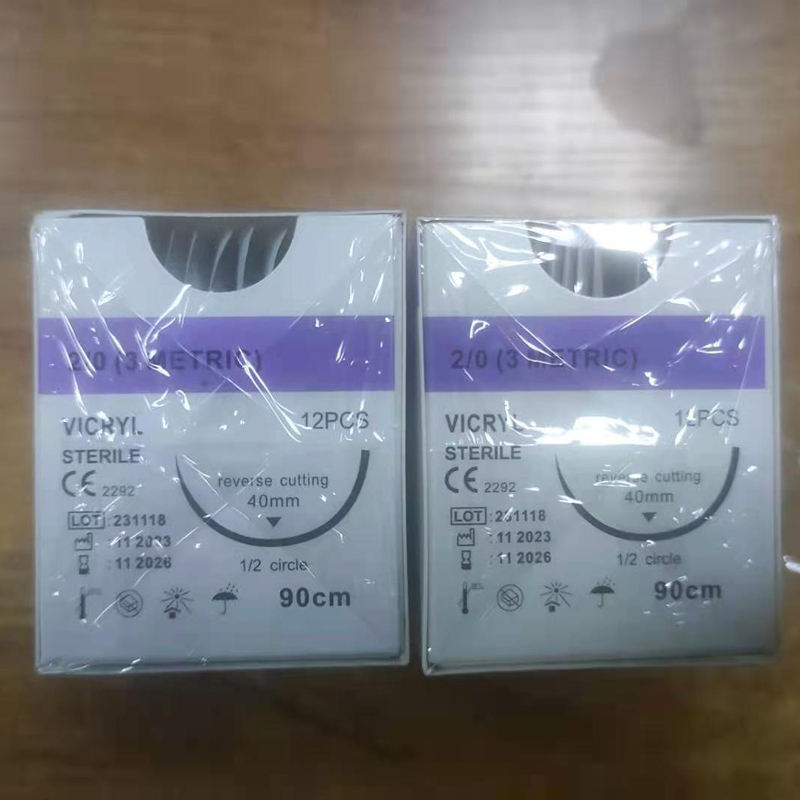 2/0 (3 METRIC)
VICRYL
12PCS
STERILE
CE 2292
reverse cutting
40mm
LOT : 231118
: 11 2023
: 11 2026
1/2 circle
90cm
2/0 (3 METRIC)
VICRYL
12PCS
STERILE
CE 2292
reverse cutting
40mm
LOT : 231118
: 11 2023
: 11 2026
1/2 circle
90cm